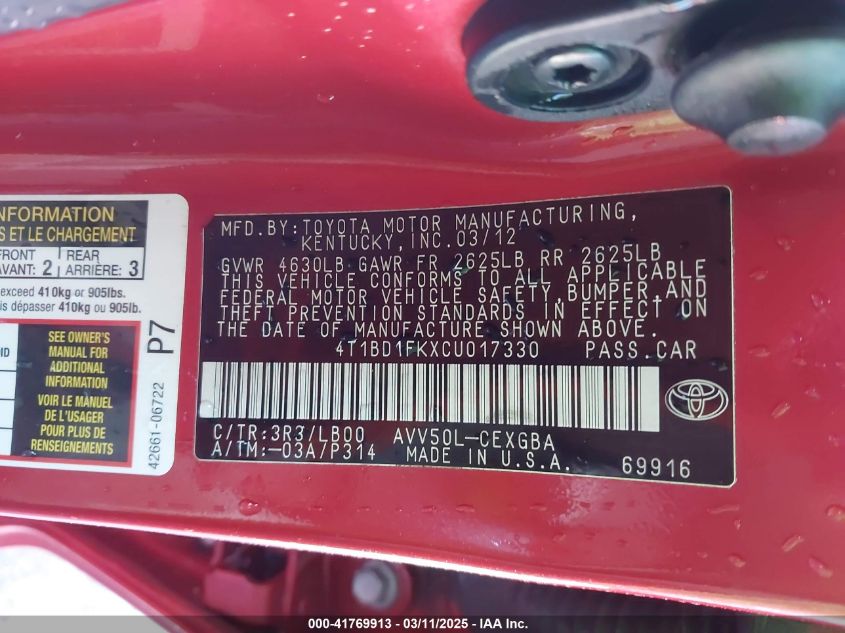 NFORMATION
S ET LE CHARGEMENT
FRONT
AVANT: 2
REAR
ARRIÈRE: 3
exceed 410kg or 905lbs.
is dépasser 410kg ou 905lb.
SEE OWNER'S
MANUAL FOR
ADDITIONAL
INFORMATION
VOIR LE MANUEL
DE L'USAGER
POUR PLUS DE
RENSEIGNEMENTS
P7
42661-06722
MFD.BY:TOYOTA MOTOR MANUFACTURING,
KENTUCKY,INC.03/12
GVWR 4630LB GAWR FR 2625LB RR 2625LB
THIS VEHICLE CONFORMS TO ALL APPLICABLE
FEDERAL MOTOR VEHICLE SAFETY,BUMPER,AND
THEFT PREVENTION STANDARDS IN EFFECT ON
THE DATE OF MANUFACTURE SHOWN ABOVE.
4T1BD1FKXCU017330 PASS.CAR
C/TR:3R3/LB00 AVV50L-CEXGBA
A/TM:-03A/P314 MADE IN U.S.A. 69916
000-41769913 - 03/11/2025 - IAA Inc.